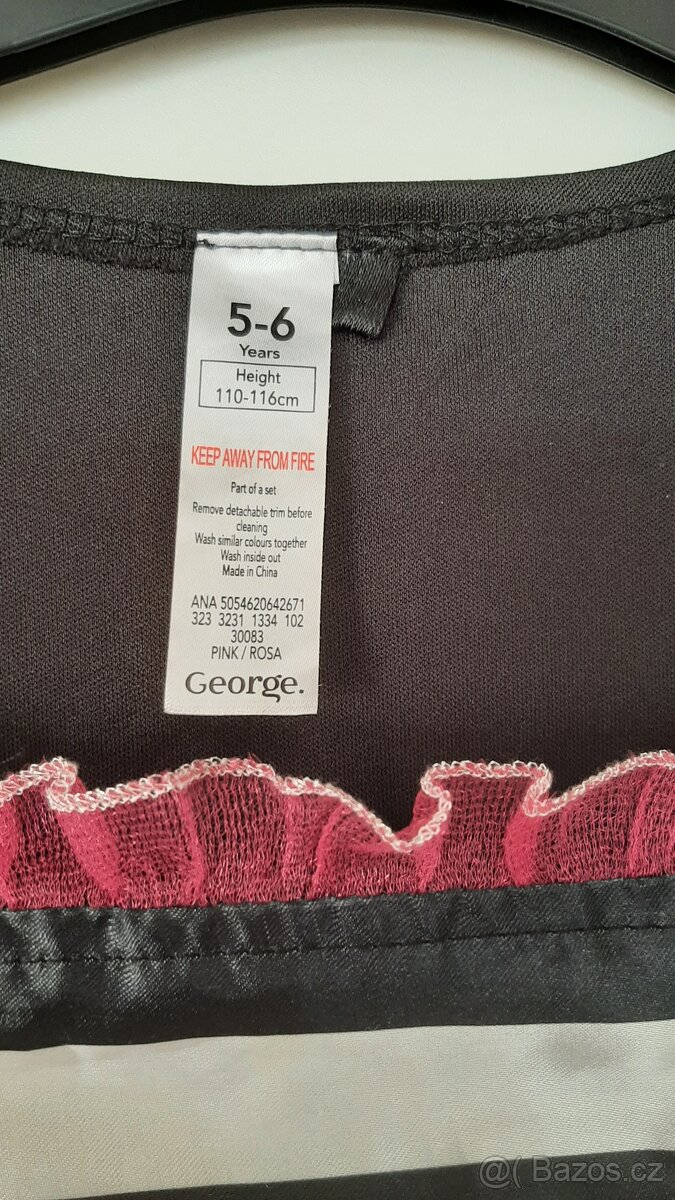 5-6
Years
Height
110-116cm
KEEP AWAY FROM FIRE
Part of a set
Remove detachable trim before
cleaning
Wash similar colours together
Wash inside out
Made in China
ANA 5054620642671
323 3231 1334 102
30083
PINK / ROSA
George.
@( Bazos.cz